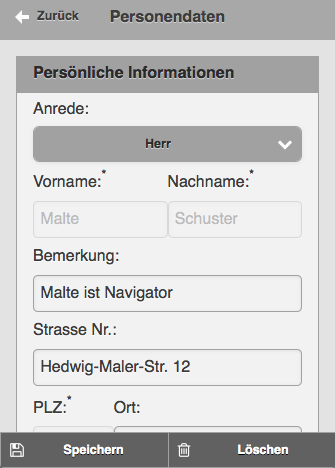 Zurück Personendaten
Persönliche Informationen
Anrede:
Herr
Vorname:* Nachname:*
Malte Schuster
Bemerkung:
Malte ist Navigator
Strasse Nr.:
Hedwig-Maler-Str. 12
PLZ:* Ort:
Speichern Löschen